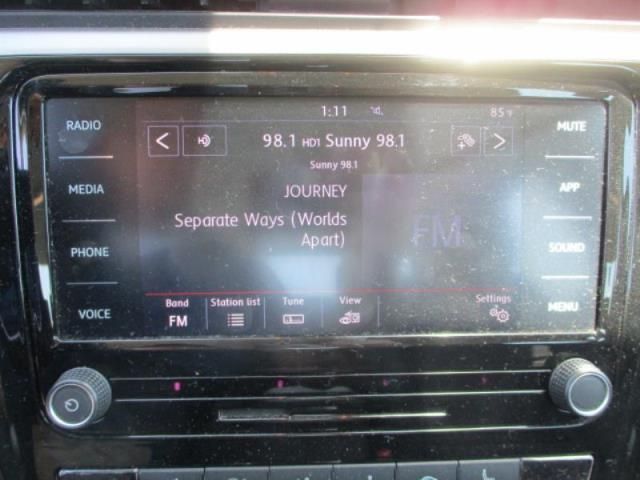 1:11 85°F
RADIO MUTE
98.1 HD1 Sunny 98.1
Sunny 98.1
MEDIA JOURNEY APP
Separate Ways (Worlds
Apart)
FM
PHONE SOUND
Band Station list Tune View Settings
FM
VOICE MENU